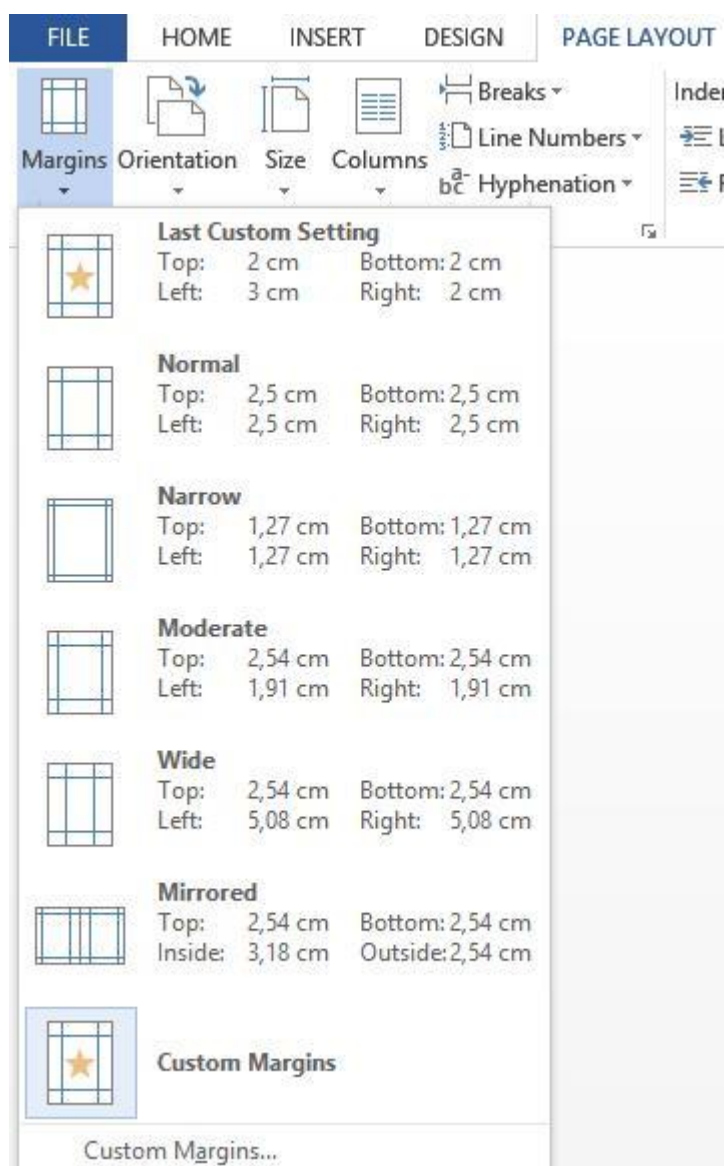 FILE HOME INSERT DESIGN PAGE LAYOUT
Breaks
Line Numbers
Hyphenation
Margins Orientation Size Columns
Last Custom Setting
Top: 2 cm Bottom: 2 cm
Left: 3 cm Right: 2 cm
Normal
Top: 2,5 cm Bottom: 2,5 cm
Left: 2,5 cm Right: 2,5 cm
Narrow
Top: 1,27 cm Bottom: 1,27 cm
Left: 1,27 cm Right: 1,27 cm
Moderate
Top: 2,54 cm Bottom: 2,54 cm
Left: 1,91 cm Right: 1,91 cm
Wide
Top: 2,54 cm Bottom: 2,54 cm
Left: 5,08 cm Right: 5,08 cm
Mirrored
Top: 2,54 cm Bottom: 2,54 cm
Inside: 3,18 cm Outside: 2,54 cm
Custom Margins
Custom Margins...